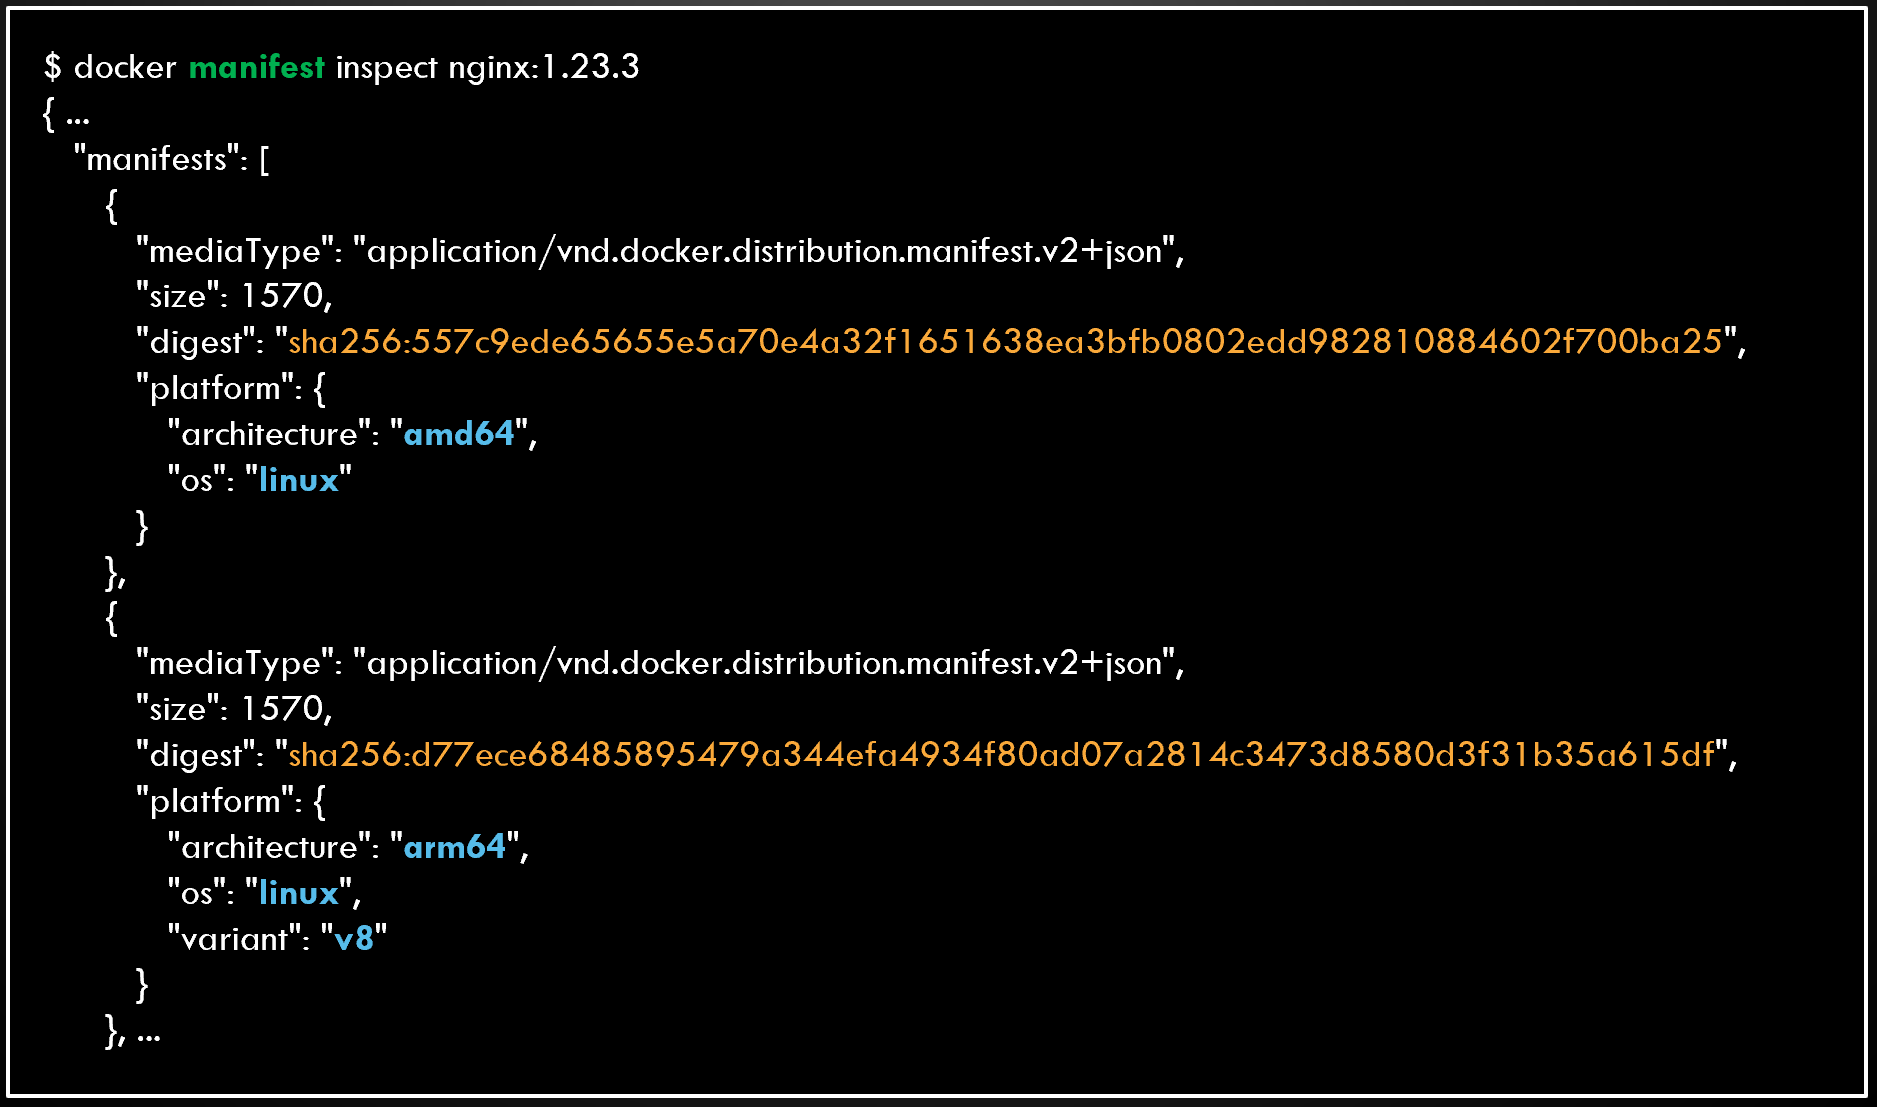 $ docker manifest inspect nginx:1.23.3
{ ...
"manifests": [
{
"mediaType": "application/vnd.docker.distribution.manifest.v2+json",
"size": 1570,
"digest": "sha256:557c9ede65655e5a70e4a32f1651638ea3bfb0802edd982810884602f700ba25",
"platform": {
"architecture": "amd64",
"os": "linux"
}
},
{
"mediaType": "application/vnd.docker.distribution.manifest.v2+json",
"size": 1570,
"digest": "sha256:d77ece68485895479a344efa4934f80ad07a2814c3473d8580d3f31b35a615df",
"platform": {
"architecture": "arm64",
"os": "linux",
"variant": "v8"
}
}, ...